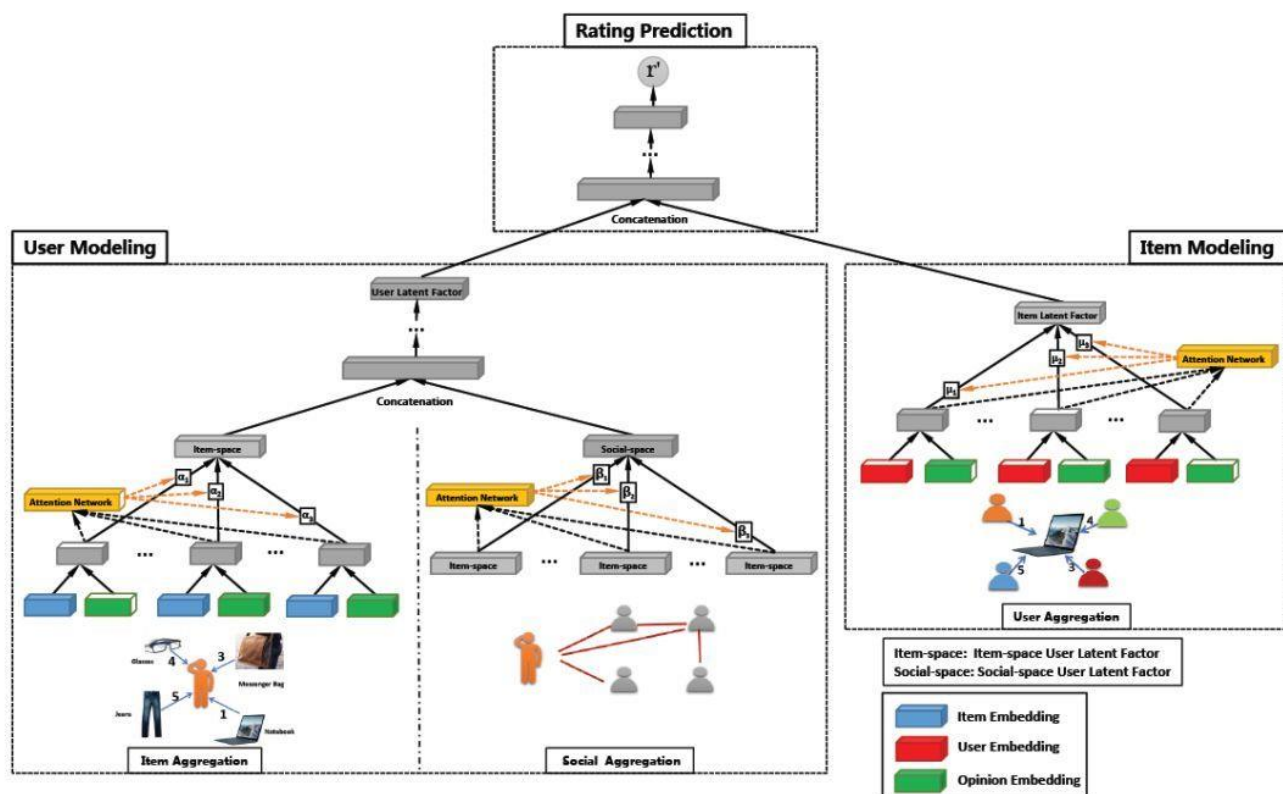 Rating Prediction
r'
...
Concatenation
User Modeling
User Latent Factor
...
Concatenation
Item-space
Social-space
Attention Network
α₁
α₂
α₃
Attention Network
β₁
β₂
β₃
...
...
Item-space
...
Item-space
...
Item-space
Glasses
4
3
Messenger Bag
5
1
Jeans
Notebook
Item Aggregation
Social Aggregation
Item Modeling
Item Latent Factor
μ₁
μ₂
μ₃
Attention Network
...
...
1
4
5
3
User Aggregation
Item-space: Item-space User Latent Factor
Social-space: Social-space User Latent Factor
Item Embedding
User Embedding
Opinion Embedding